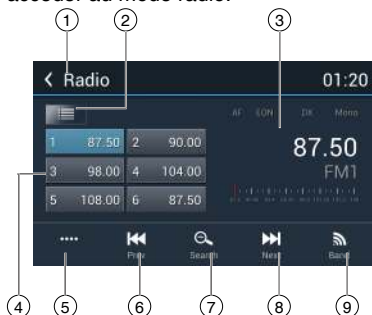 accéder au mode radio.
1 2 3
Radio 01:20
AF EON DX Mono
1 87.50 2 90.00
87.50
3 98.00 4 104.00
FM1
5 108.00 6 87.50
Prev Search Next Band
4 5 6 7 8 9